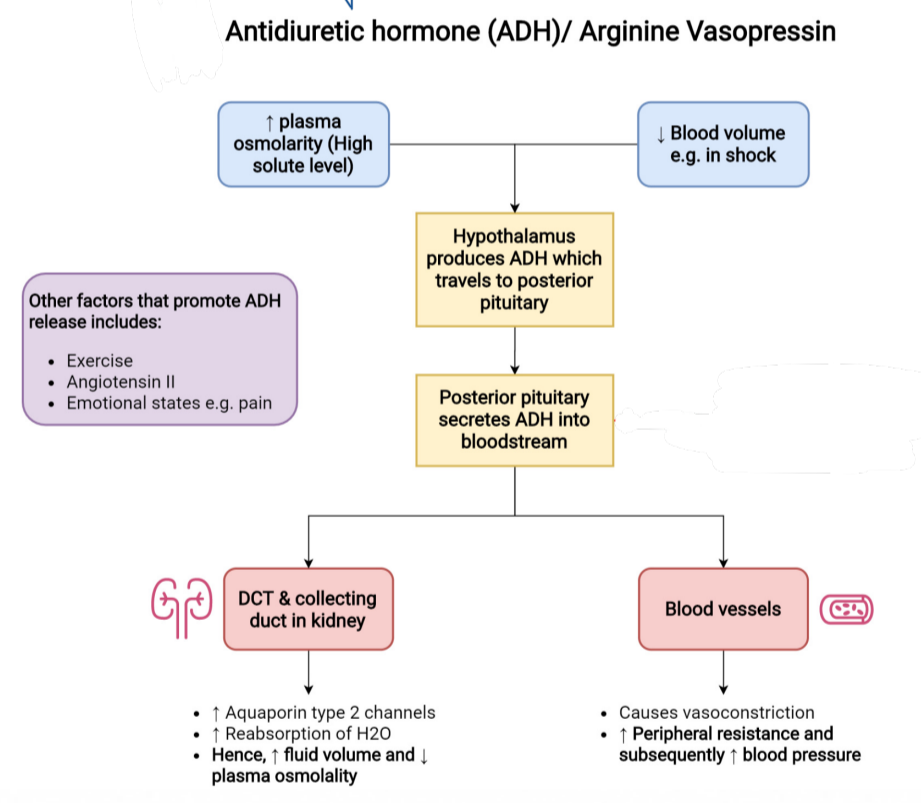 Antidiuretic hormone (ADH)/ Arginine Vasopressin
↑ plasma
osmolarity (High
solute level)
↓ Blood volume
e.g. in shock
Hypothalamus
produces ADH which
travels to posterior
pituitary
Other factors that promote ADH
release includes:
• Exercise
• Angiotensin II
• Emotional states e.g. pain
Posterior pituitary
secretes ADH into
bloodstream
DCT & collecting
duct in kidney
Blood vessels
• ↑ Aquaporin type 2 channels
• ↑ Reabsorption of H2O
• Hence, ↑ fluid volume and ↓
plasma osmolality
• Causes vasoconstriction
• ↑ Peripheral resistance and
subsequently ↑ blood pressure